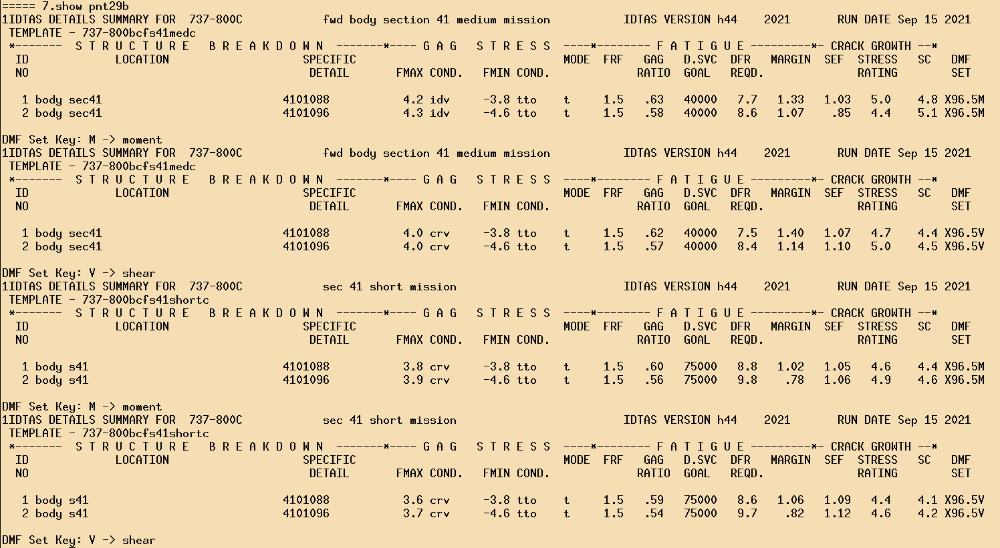 ===== 7.show pnt29b
1IDTAS DETAILS SUMMARY FOR  737-800C            fwd body section 41 medium mission           IDTAS VERSION h44    2021       RUN DATE Sep 15 2021
 TEMPLATE - 737-800bcfs41medc
 *-------  S T R U C T U R E   B R E A K D O W N  -------*---- G A G   S T R E S S  ----*-------- F A T I G U E ---------*- CRACK GROWTH --*
  ID             LOCATION                    SPECIFIC                               MODE  FRF   GAG   D.SVC  DFR   MARGIN  SEF  STRESS   SC   DMF
  NO                                          DETAIL       FMAX COND.   FMIN COND.             RATIO  GOAL   REQD.              RATING        SET
   1 body sec41                           4101088           4.2 idv     -3.8 tto    t     1.5   .63   40000   7.7   1.33  1.03   5.0    4.8 X96.5M
   2 body sec41                           4101096           4.3 idv     -4.6 tto    t     1.5   .58   40000   8.6   1.07   .85   4.4    5.1 X96.5M
DMF Set Key: M -> moment
1IDTAS DETAILS SUMMARY FOR  737-800C            fwd body section 41 medium mission           IDTAS VERSION h44    2021       RUN DATE Sep 15 2021
 TEMPLATE - 737-800bcfs41medc
 *-------  S T R U C T U R E   B R E A K D O W N  -------*---- G A G   S T R E S S  ----*-------- F A T I G U E ---------*- CRACK GROWTH --*
  ID             LOCATION                    SPECIFIC                               MODE  FRF   GAG   D.SVC  DFR   MARGIN  SEF  STRESS   SC   DMF
  NO                                          DETAIL       FMAX COND.   FMIN COND.             RATIO  GOAL   REQD.              RATING        SET
   1 body sec41                           4101088           4.0 crv     -3.8 tto    t     1.5   .62   40000   7.5   1.40  1.07   4.7    4.4 X96.5V
   2 body sec41                           4101096           4.0 crv     -4.6 tto    t     1.5   .57   40000   8.4   1.14  1.10   5.0    4.5 X96.5V
DMF Set Key: V -> shear
1IDTAS DETAILS SUMMARY FOR  737-800C            sec 41 short mission                         IDTAS VERSION h44    2021       RUN DATE Sep 15 2021
 TEMPLATE - 737-800bcfs41shortc
 *-------  S T R U C T U R E   B R E A K D O W N  -------*---- G A G   S T R E S S  ----*-------- F A T I G U E ---------*- CRACK GROWTH --*
  ID             LOCATION                    SPECIFIC                               MODE  FRF   GAG   D.SVC  DFR   MARGIN  SEF  STRESS   SC   DMF
  NO                                          DETAIL       FMAX COND.   FMIN COND.             RATIO  GOAL   REQD.              RATING        SET
   1 body s41                             4101088           3.8 crv     -3.8 tto    t     1.5   .60   75000   8.8   1.02  1.05   4.6    4.4 X96.5M
   2 body s41                             4101096           3.9 crv     -4.6 tto    t     1.5   .56   75000   9.8    .78  1.06   4.9    4.6 X96.5M
DMF Set Key: M -> moment
1IDTAS DETAILS SUMMARY FOR  737-800C            sec 41 short mission                         IDTAS VERSION h44    2021       RUN DATE Sep 15 2021
 TEMPLATE - 737-800bcfs41shortc
 *-------  S T R U C T U R E   B R E A K D O W N  -------*---- G A G   S T R E S S  ----*-------- F A T I G U E ---------*- CRACK GROWTH --*
  ID             LOCATION                    SPECIFIC                               MODE  FRF   GAG   D.SVC  DFR   MARGIN  SEF  STRESS   SC   DMF
  NO                                          DETAIL       FMAX COND.   FMIN COND.             RATIO  GOAL   REQD.              RATING        SET
   1 body s41                             4101088           3.6 crv     -3.8 tto    t     1.5   .59   75000   8.6   1.06  1.09   4.4    4.1 X96.5V
   2 body s41                             4101096           3.7 crv     -4.6 tto    t     1.5   .54   75000   9.7    .82  1.12   4.6    4.2 X96.5V
DMF Set Key: V -> shear